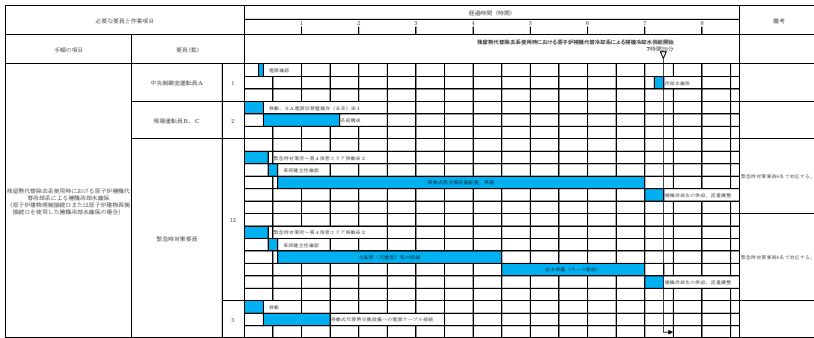 必要な要員と作業項目
経過時間（時間）
備考
1 2 3 4 5 6 7 8
手順の項目
要員(数)
残留熱代替除去系使用時における原子炉補機代替冷却系による補機冷却水供給開始
7時間20分
残留熱代替除去系使用時における原子炉補機代
替冷却系による補機冷却水確保
(原子炉建物南側接続口または原子炉建物西側
接続口を使用した補機冷却水確保の場合)
中央制御室運転員A
1
電源確認
冷却水確保
現場運転員B、C
2
移動、SA電源切替盤操作（B系）※1
系統構成
緊急時対策要員
12
緊急時対策所～第4保管エリア移動※2
車両健全性確認
移動式代替熱交換設備配置、準備
補機冷却水の供給、流量調整
緊急時対策要員6名で対応する。
緊急時対策所～第4保管エリア移動※2
車両健全性確認
送水準備（ホース敷設）
補機冷却水の供給、流量調整
緊急時対策要員6名で対応する。
3
移動
移動式代替熱交換設備への電源ケーブル接続